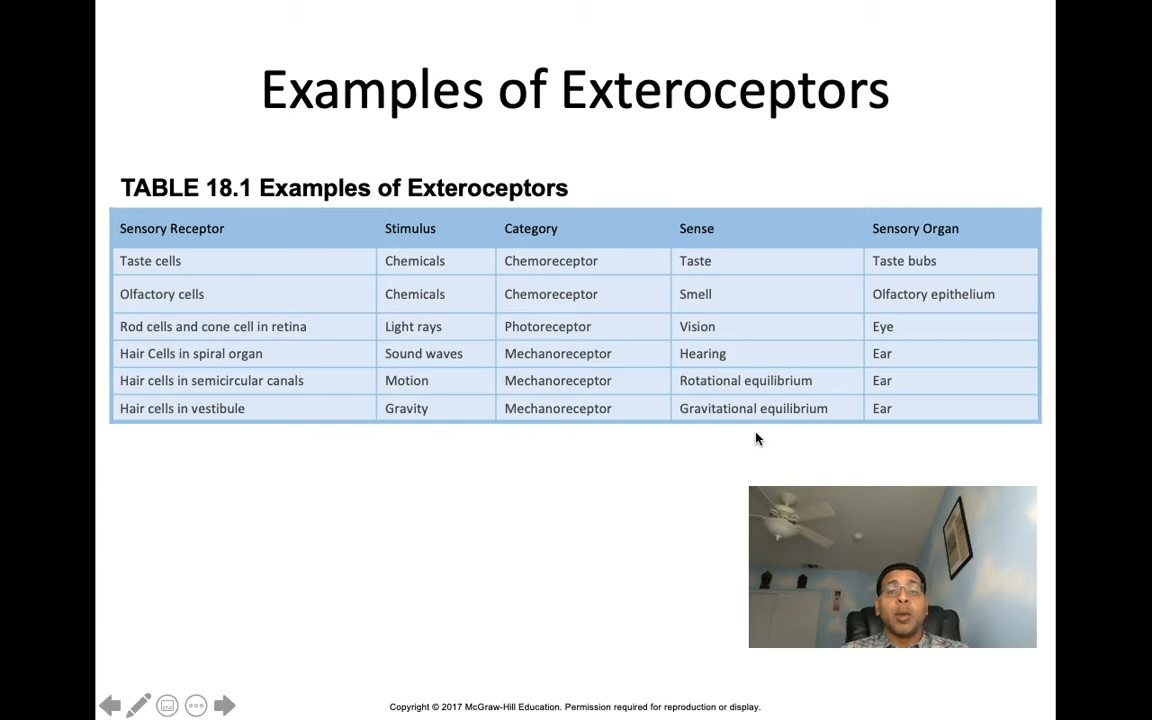 Examples of Exteroceptors
TABLE 18.1 Examples of Exteroceptors
Sensory Receptor Stimulus Category Sense Sensory Organ
Taste cells Chemicals Chemoreceptor Taste Taste bubs
Olfactory cells Chemicals Chemoreceptor Smell Olfactory epithelium
Rod cells and cone cell in retina Light rays Photoreceptor Vision Eye
Hair Cells in spiral organ Sound waves Mechanoreceptor Hearing Ear
Hair cells in semicircular canals Motion Mechanoreceptor Rotational equilibrium Ear
Hair cells in vestibule Gravity Mechanoreceptor Gravitational equilibrium Ear
Copyright © 2017 McGraw-Hill Education. Permission required for reproduction or display.